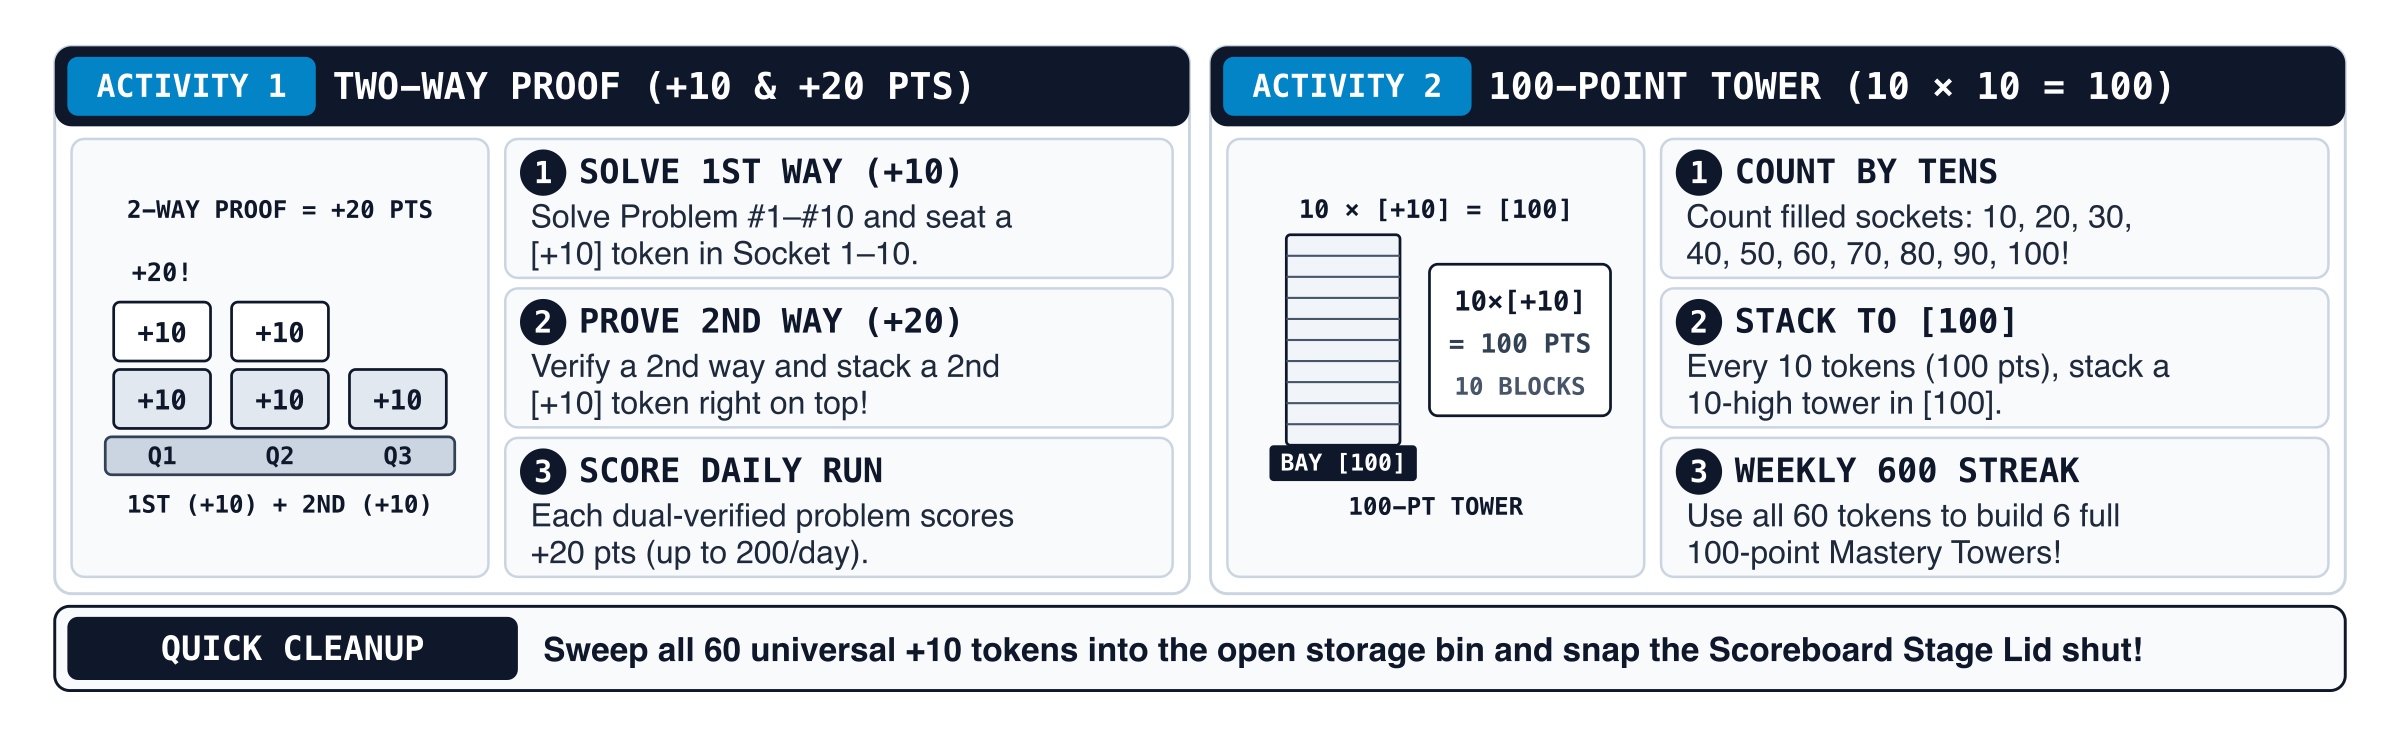 ACTIVITY 1
TWO–WAY PROOF (+10 & +20 PTS)
2–WAY PROOF = +20 PTS
+20!
+10 +10
+10 +10 +10
Q1 Q2 Q3
1ST (+10) + 2ND (+10)
1 SOLVE 1ST WAY (+10)
Solve Problem #1–#10 and seat a
[+10] token in Socket 1–10.
2 PROVE 2ND WAY (+20)
Verify a 2nd way and stack a 2nd
[+10] token right on top!
3 SCORE DAILY RUN
Each dual-verified problem scores
+20 pts (up to 200/day).
ACTIVITY 2
100–POINT TOWER (10 × 10 = 100)
10 × [+10] = [100]
10×[+10]
= 100 PTS
10 BLOCKS
BAY [100]
100–PT TOWER
1 COUNT BY TENS
Count filled sockets: 10, 20, 30,
40, 50, 60, 70, 80, 90, 100!
2 STACK TO [100]
Every 10 tokens (100 pts), stack a
10-high tower in [100].
3 WEEKLY 600 STREAK
Use all 60 tokens to build 6 full
100-point Mastery Towers!
QUICK CLEANUP
Sweep all 60 universal +10 tokens into the open storage bin and snap the Scoreboard Stage Lid shut!